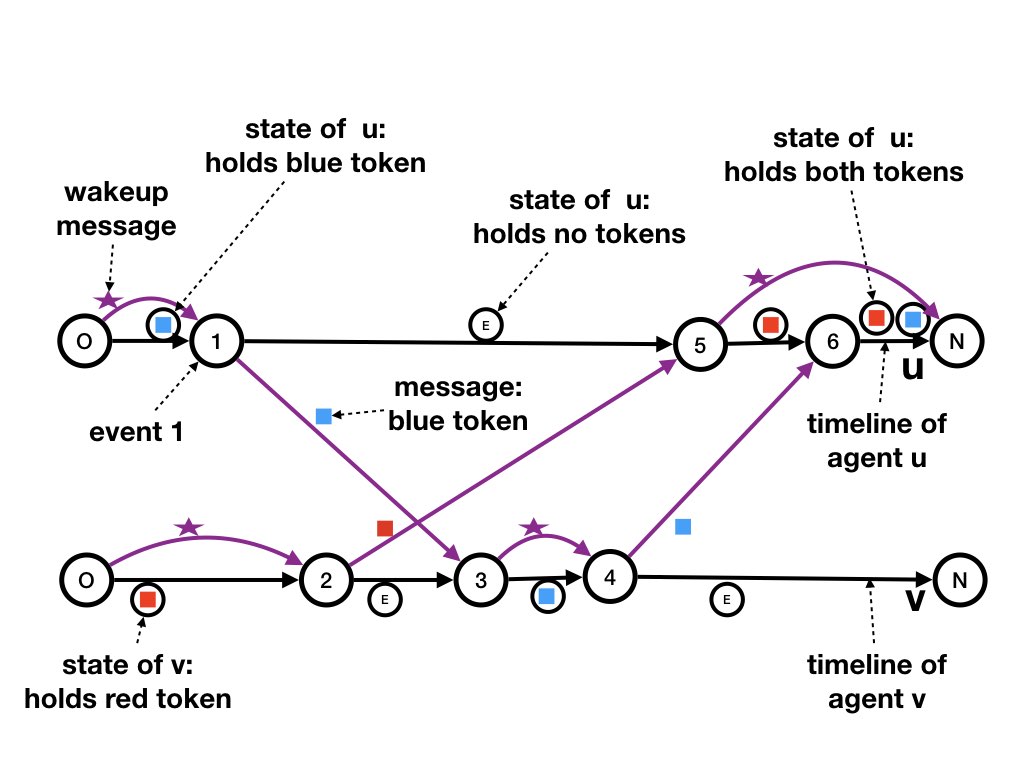 state of u:
holds blue token
state of u:
holds both tokens
wakeup
message
state of u:
holds no tokens
E
O
1
5
6
N
u
message:
blue token
event 1
timeline of
agent u
O
2
3
4
N
E
E
v
state of v:
holds red token
timeline of
agent v